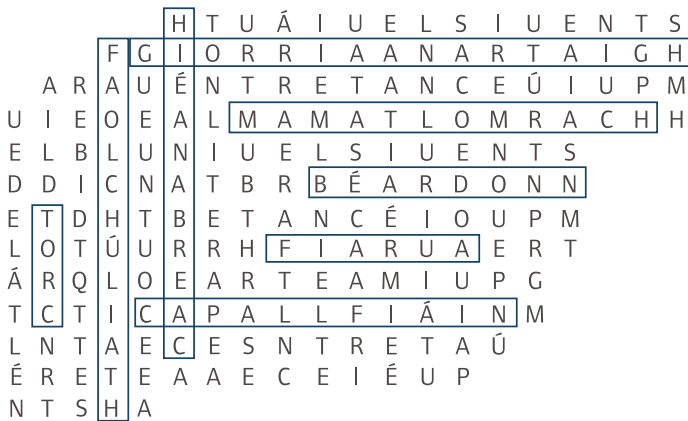 H T U Á I U E L S I U E N T S
F G I O R R I A A N A R T A I G H
A R A U É N T R E T A N C E Ú I U P M
U I E O E A L M A M A T L O M R A C H H
E L B L U N I U E L S I U E N T S
D D I C N A T B R B É A R D O N N
E T D H T B E T A N C É I O U P M
L O T Ú U R R H F I A R U A E R T
Á R Q L O E A R T E A M I U P G
T C T I C A P A L L F I Á I N M
L N T A E C E S N T R E T A Ú
É R E T E A A E C E I É U P
N T S H A